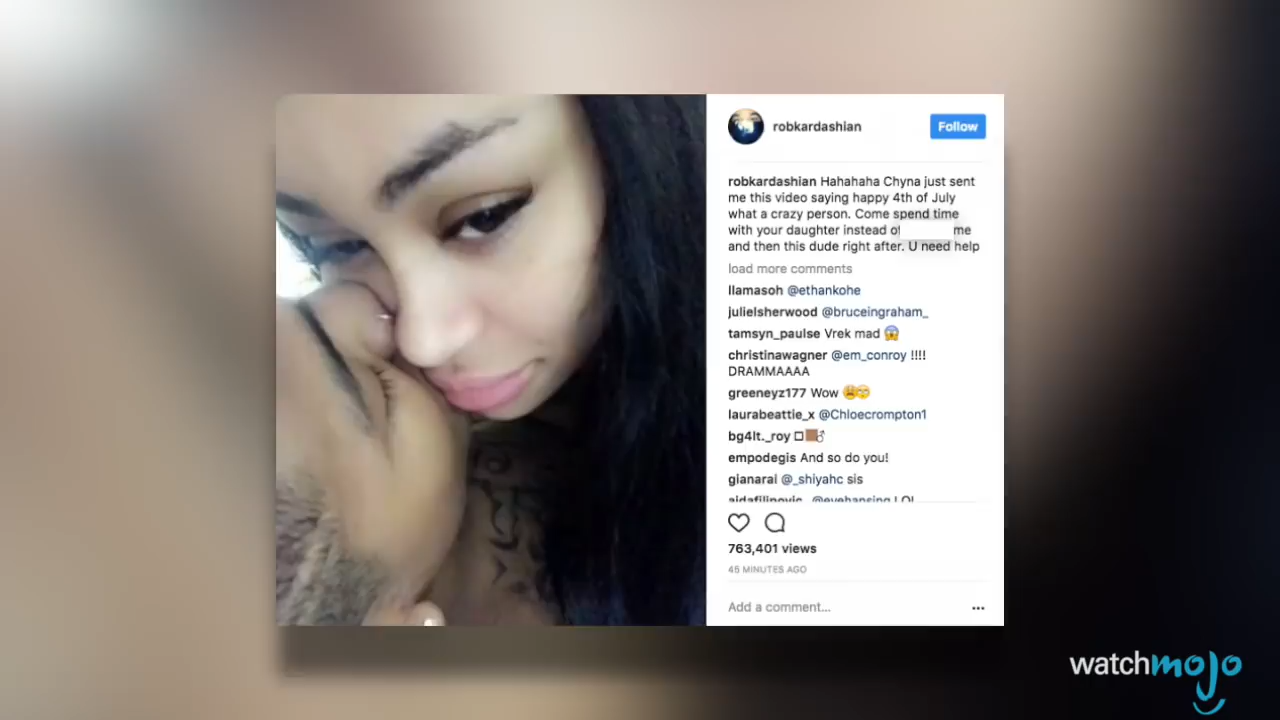 robkardashian
Follow
robkardashian Hahahaha Chyna just sent
me this video saying happy 4th of July
what a crazy person. Come spend time
with your daughter instead of me
and then this dude right after. U need help
load more comments
llamasoh @ethankohe
julielsherwood @bruceingraham_
tamsyn_paulse Vrek mad 😱
christinawagner @em_conroy !!!!
DRAMMAAAA
greeneyz177 Wow 😩🙄
laurabeattie_x @Chloecrompton1
bg4lt._roy
empodegis And so do you!
gianarai @_shiyahc sis
763,401 views
45 MINUTES AGO
Add a comment...
watchmojo